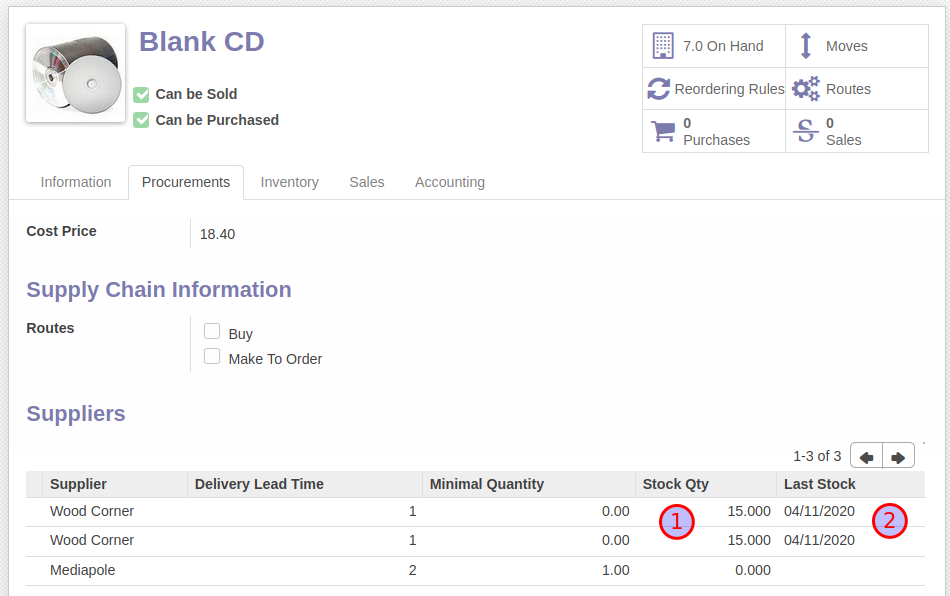 Blank CD
Can be Sold
Can be Purchased
7.0 On Hand
Moves
Reordering Rules
Routes
0 Purchases
0 Sales
Information Procurements Inventory Sales Accounting
Cost Price 18.40
Supply Chain Information
Routes
Buy
Make To Order
Suppliers
1-3 of 3
Supplier Delivery Lead Time Minimal Quantity Stock Qty Last Stock
Wood Corner 1 0.00 15.000 04/11/2020
1 2
Wood Corner 1 0.00 15.000 04/11/2020
Mediapole 2 1.00 0.000